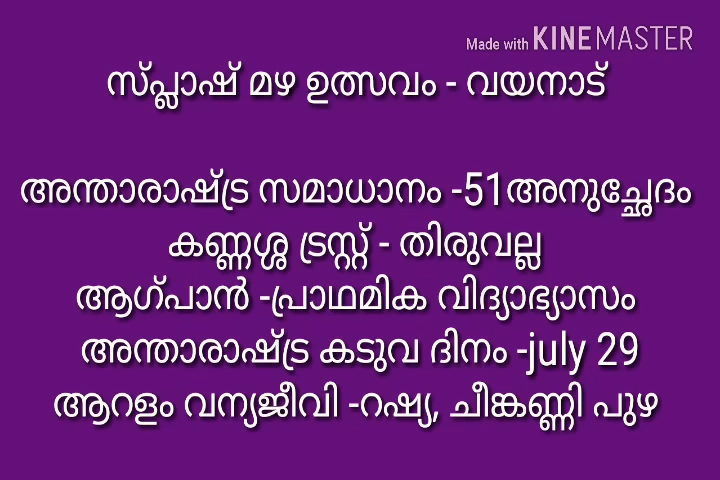 Made with KINEMASTER
സ്പ്ലാഷ് മഴ ഉത്സവം - വയനാട്
അന്താരാഷ്ട്ര സമാധാനം -51അനുച്ഛേദം
കണ്ണശ്ശ ട്രസ്റ്റ് - തിരുവല്ല
ആഗ്പാൻ -പ്രാഥമിക വിദ്യാഭ്യാസം
അന്താരാഷ്ട്ര കടുവ ദിനം -july 29
ആറളം വന്യജീവി -റഷ്യ, ചീങ്കണ്ണി പുഴ